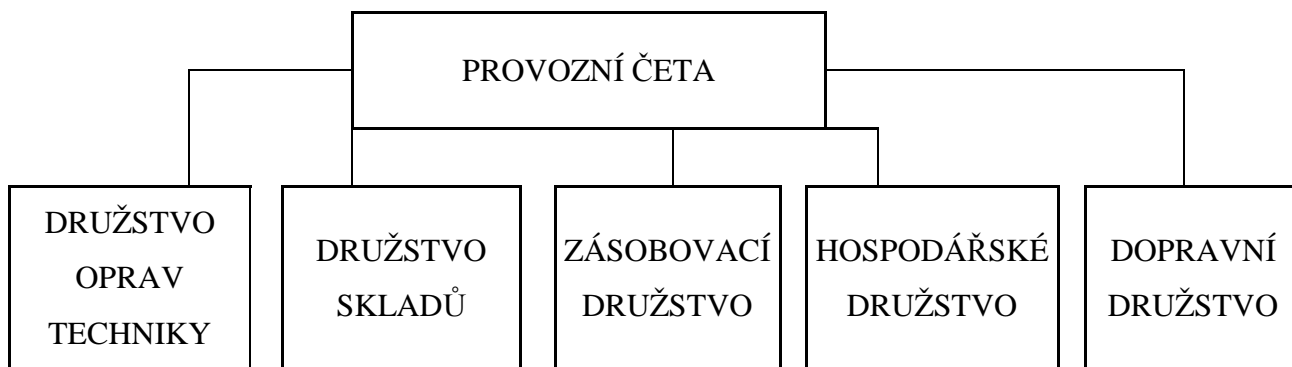 PROVOZNÍ ČETA
DRUŽSTVO
OPRAV
TECHNIKY
DRUŽSTVO
SKLADŮ
ZÁSOBOVACÍ
DRUŽSTVO
HOSPODÁŘSKÉ
DRUŽSTVO
DOPRAVNÍ
DRUŽSTVO